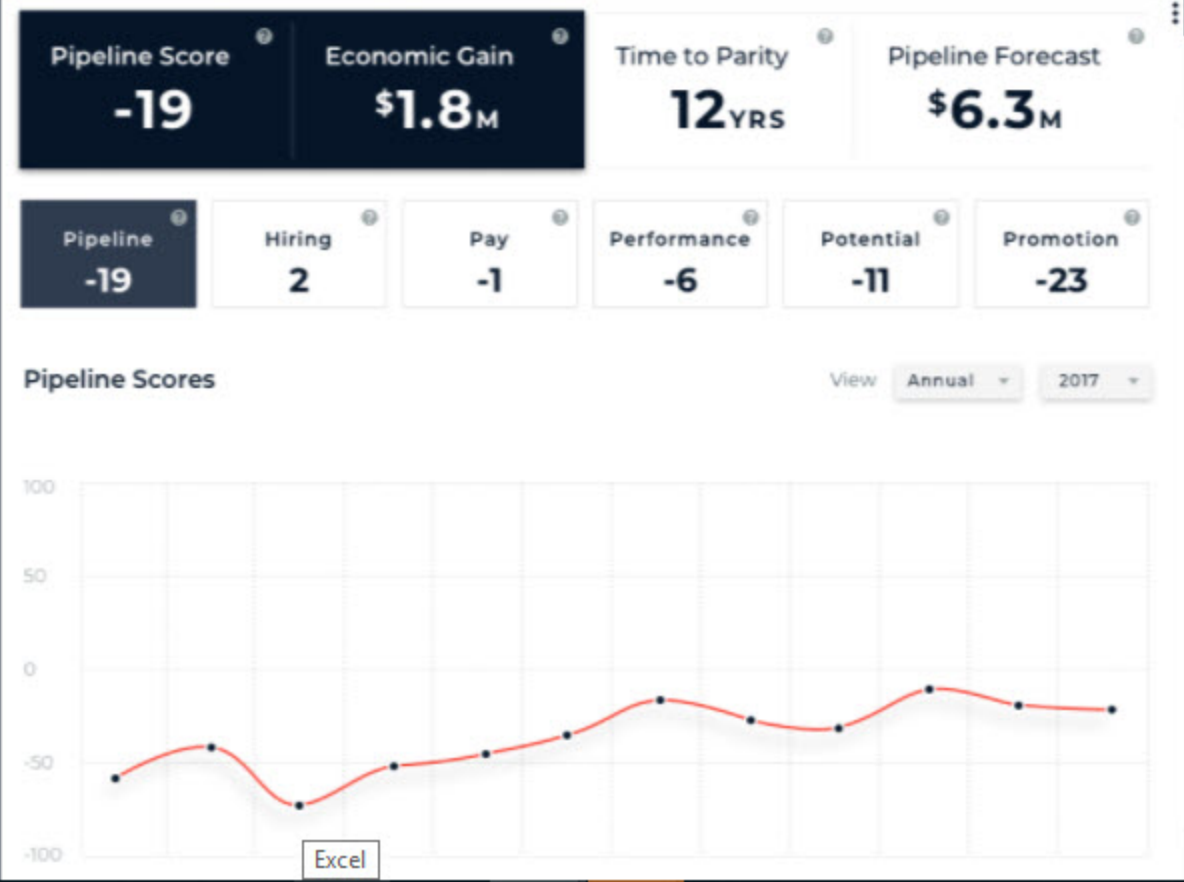 Pipeline Score Economic Gain Time to Parity Pipeline Forecast
-19 $1.8M 12YRS $6.3M
Pipeline Hiring Pay Performance Potential Promotion
-19 2 -1 -6 -11 -23
Pipeline Scores View Annual 2017
100
50
0
-50
-100
Excel